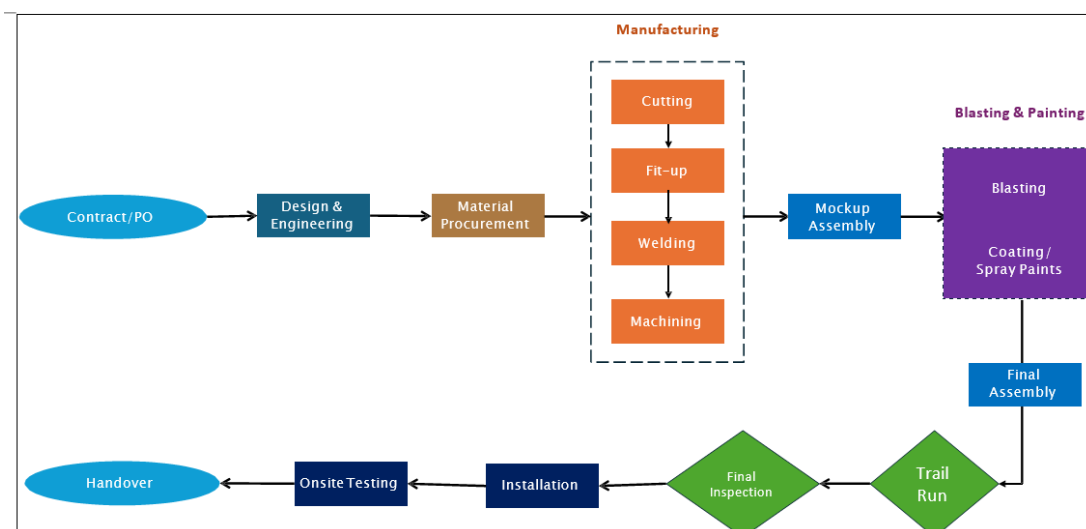 Manufacturing
Cutting
Blasting & Painting
Fit-up
Blasting
Contract/PO
Design &
Engineering
Material
Procurement
Mockup
Assembly
Welding
Coating /
Spray Paints
Machining
Final
Assembly
Trail
Run
Final
Inspection
Installation
Onsite Testing
Handover